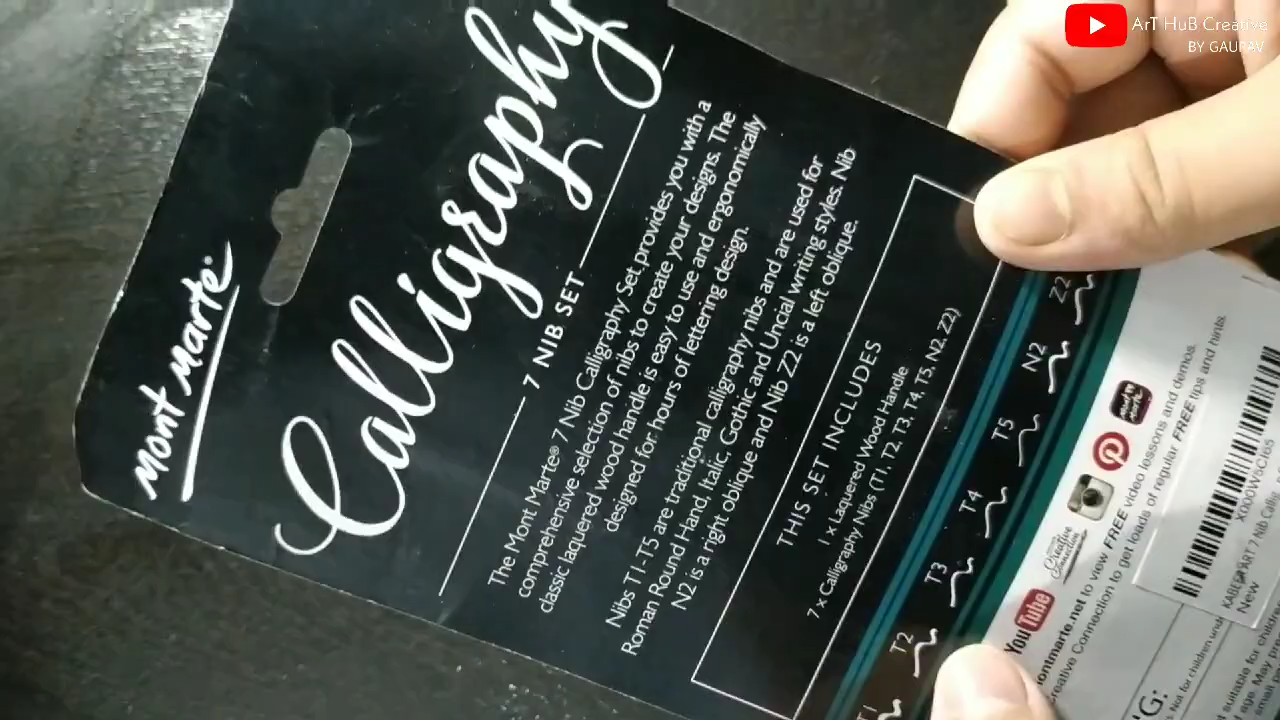 ArT HuB Creative
BY GAURAV
Mont Marte
Calligraphy
7 NIB SET
The Mont Marte® 7 Nib Calligraphy Set provides you with a
comprehensive selection of nibs to create your designs. The
classic laquered wood handle is easy to use and ergonomically
designed for hours of lettering design.
Nibs T1-T5 are traditional calligraphy nibs and are used for
Roman Round Hand, Italic, Gothic and Uncial writing styles. Nib
N2 is a right oblique and Nib Z2 is a left oblique.
THIS SET INCLUDES
1 x Laquered Wood Handle
7 x Calligraphy Nibs (T1, T2, T3, T4, T5, N2, Z2)
T1 T2 T3 T4 T5 N2 Z2
You Tube
Creative Connection
montmarte.net to view FREE video lessons and demos.
Creative Connection to get loads of regular FREE tips and hints.
New